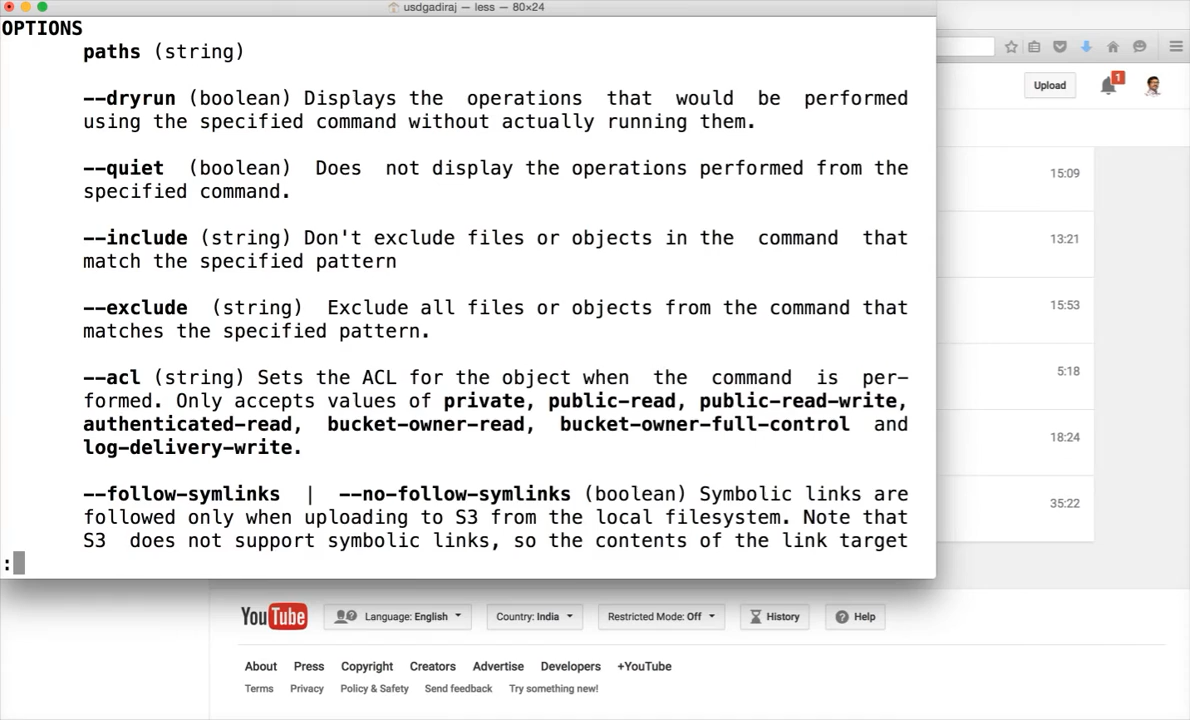 usdgadiraj — less — 80×24
OPTIONS
paths (string)
--dryrun (boolean) Displays the operations that would be performed
using the specified command without actually running them.
--quiet (boolean) Does not display the operations performed from the
specified command.
--include (string) Don't exclude files or objects in the command that
match the specified pattern
--exclude (string) Exclude all files or objects from the command that
matches the specified pattern.
--acl (string) Sets the ACL for the object when the command is per-
formed. Only accepts values of private, public-read, public-read-write,
authenticated-read, bucket-owner-read, bucket-owner-full-control and
log-delivery-write.
--follow-symlinks | --no-follow-symlinks (boolean) Symbolic links are
followed only when uploading to S3 from the local filesystem. Note that
S3 does not support symbolic links, so the contents of the link target
:
Upload
1
15:09
13:21
15:53
5:18
18:24
35:22
YouTube
Language: English
Country: India
Restricted Mode: Off
History
Help
About Press Copyright Creators Advertise Developers +YouTube
Terms Privacy Policy & Safety Send feedback Try something new!